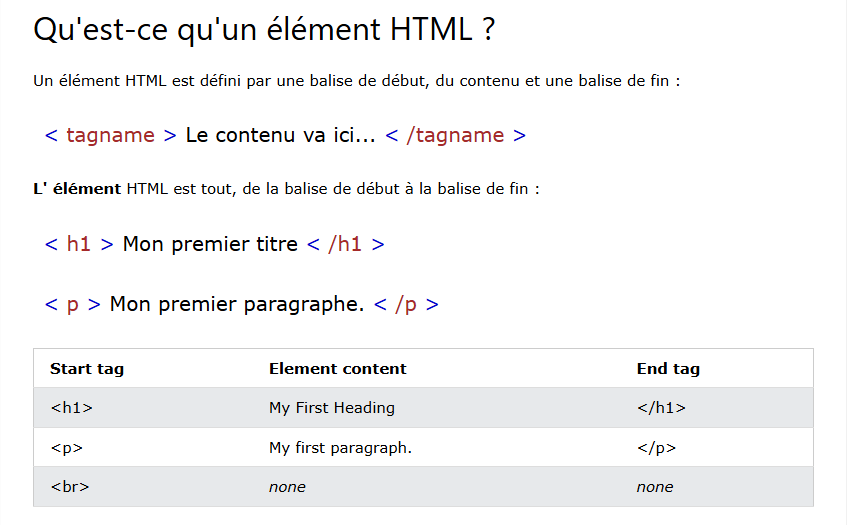 Qu'est-ce qu'un élément HTML ?
Un élément HTML est défini par une balise de début, du contenu et une balise de fin :
< tagname > Le contenu va ici... < /tagname >
L' élément HTML est tout, de la balise de début à la balise de fin :
< h1 > Mon premier titre < /h1 >
< p > Mon premier paragraphe. < /p >
Start tag Element content End tag
<h1> My First Heading </h1>
<p> My first paragraph. </p>
<br> none none